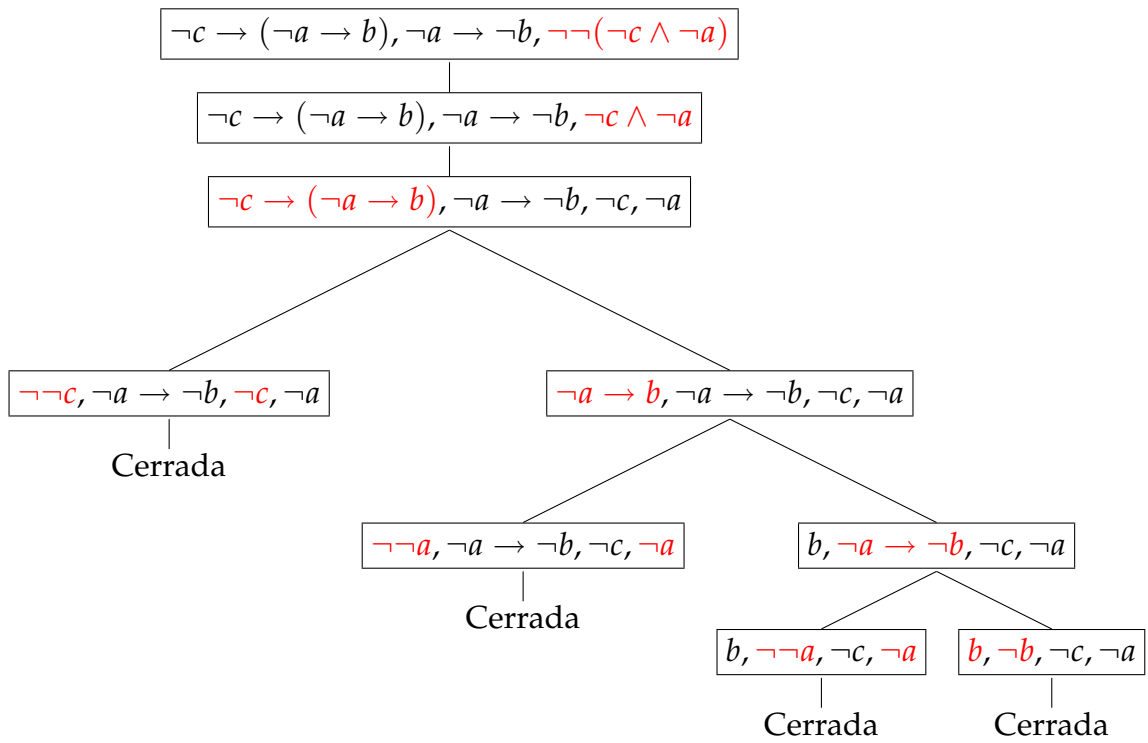 ¬c → (¬a → b), ¬a → ¬b, ¬¬(¬c ∧ ¬a)
¬c → (¬a → b), ¬a → ¬b, ¬c ∧ ¬a
¬c → (¬a → b), ¬a → ¬b, ¬c, ¬a
¬¬c, ¬a → ¬b, ¬c, ¬a
¬a → b, ¬a → ¬b, ¬c, ¬a
Cerrada
¬¬a, ¬a → ¬b, ¬c, ¬a
b, ¬a → ¬b, ¬c, ¬a
Cerrada
b, ¬¬a, ¬c, ¬a
b, ¬b, ¬c, ¬a
Cerrada
Cerrada